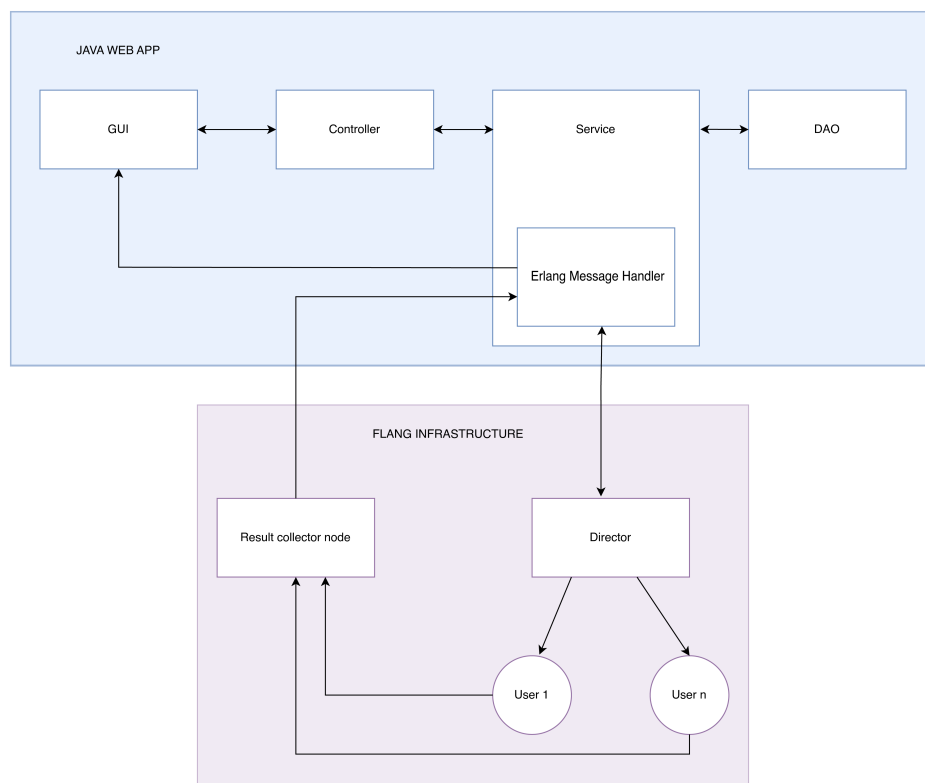 JAVA WEB APP
GUI
Controller
Service
DAO
Erlang Message Handler
FLANG INFRASTRUCTURE
Result collector node
Director
User 1
User n